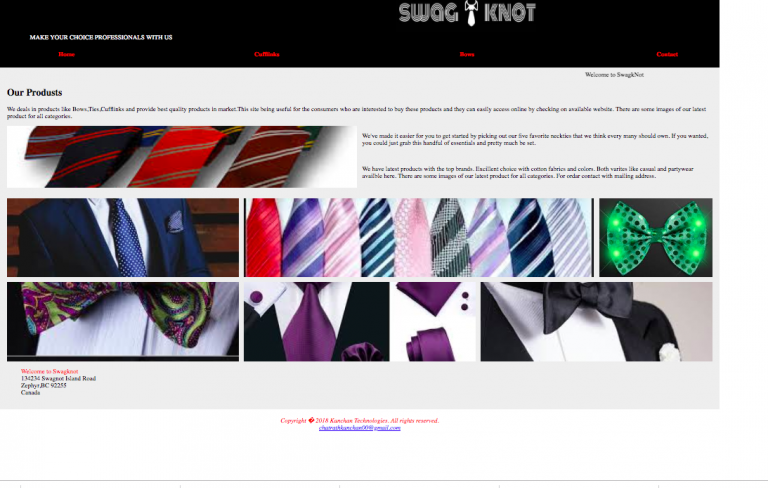 SWAG KNOT
MAKE YOUR CHOICE PROFESSIONALS WITH US
Home Cufflinks Bows Contact
Welcome to SwagkNot
Our Produsts
We deals in products like Bows,Ties,Cufflinks and provide best quality products in market.This site being useful for the consumers who are interested to buy these products and they can easily access online by checking on available website. There are some images of our latest
product for all categories.
We've made it easier for you to get started by picking out our five favorite neckties that we think every many should own. If you wanted,
you could just grab this handful of essentials and pretty much be set.
We have latest products with the top brands. Excillent choice with cotton fabrics and colors. Both varites like casual and partywear
availble here. There are some images of our latest product for all categories. For ordar contact with mailing address.
Welcome to Swagknot
134234 Swagnot Island Road
Zephyr,BC 92255
Canada
Copyright � 2018 Kanchan Technologies. All rights reserved.